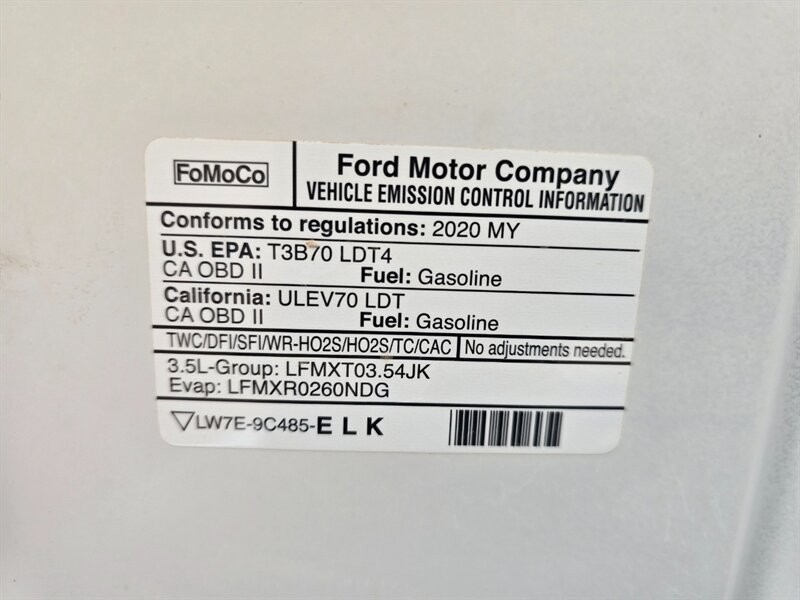 FoMoCo
Ford Motor Company
VEHICLE EMISSION CONTROL INFORMATION
Conforms to regulations: 2020 MY
U.S. EPA: T3B70 LDT4
CA OBD II Fuel: Gasoline
California: ULEV70 LDT
CA OBD II Fuel: Gasoline
TWC/DFI/SFI/WR-HO2S/HO2S/TC/CAC No adjustments needed.
3.5L-Group: LFMXT03.54JK
Evap: LFMXR0260NDG
LW7E-9C485-E L K